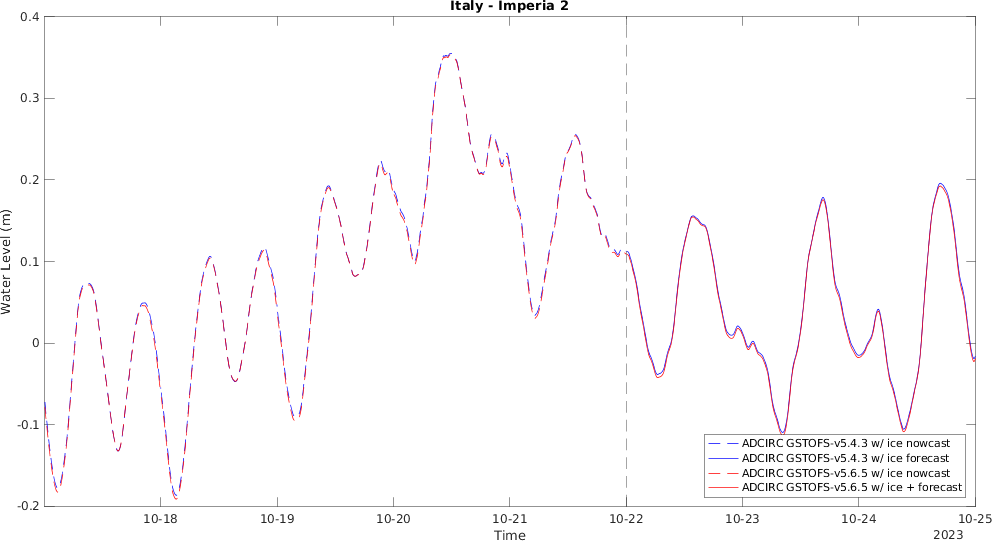 Italy - Imperia 2
0.4
0.3
0.2
0.1
0
-0.1
-0.2
Water Level (m)
ADCIRC GSTOFS-v5.4.3 w/ ice nowcast
ADCIRC GSTOFS-v5.4.3 w/ ice forecast
ADCIRC GSTOFS-v5.6.5 w/ ice nowcast
ADCIRC GSTOFS-v5.6.5 w/ ice + forecast
10-18 10-19 10-20 10-21 10-22 10-23 10-24 10-25
Time
2023